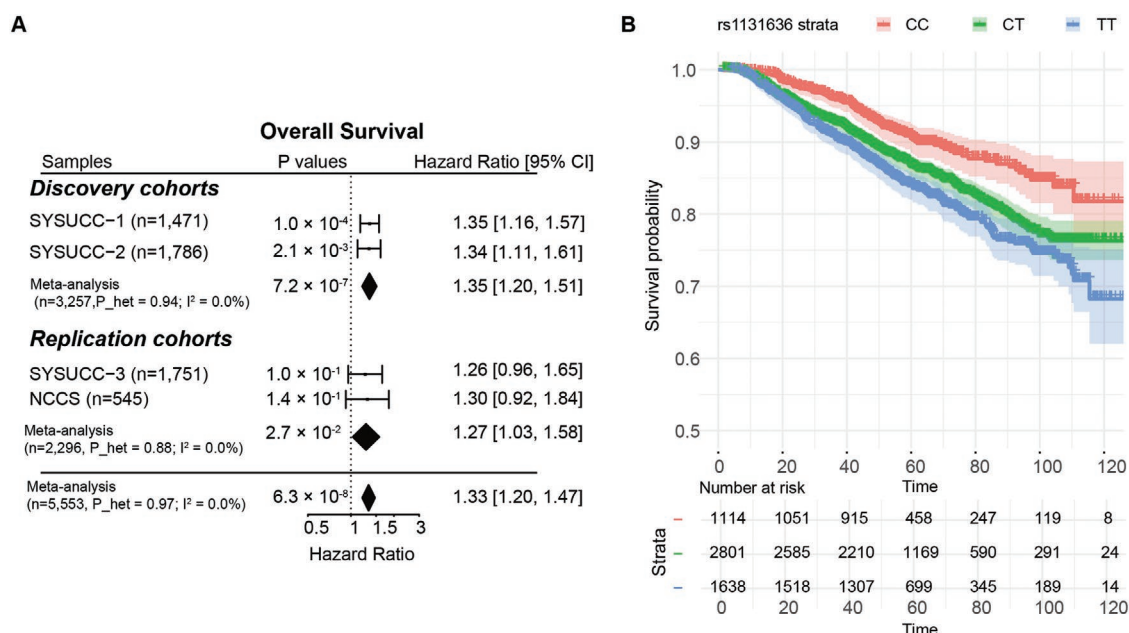 A
Overall Survival
Samples P values Hazard Ratio [95% CI]
Discovery cohorts
SYSUCC−1 (n=1,471) 1.0 × 10⁻⁴ 1.35 [1.16, 1.57]
SYSUCC−2 (n=1,786) 2.1 × 10⁻³ 1.34 [1.11, 1.61]
Meta-analysis
(n=3,257,P_het = 0.94; I² = 0.0%) 7.2 × 10⁻⁷ 1.35 [1.20, 1.51]
Replication cohorts
SYSUCC−3 (n=1,751) 1.0 × 10⁻¹ 1.26 [0.96, 1.65]
NCCS (n=545) 1.4 × 10⁻¹ 1.30 [0.92, 1.84]
Meta-analysis
(n=2,296, P_het = 0.88; I² = 0.0%) 2.7 × 10⁻² 1.27 [1.03, 1.58]
Meta-analysis
(n=5,553, P_het = 0.97; I² = 0.0%) 6.3 × 10⁻⁸ 1.33 [1.20, 1.47]
0.5 1 1.5 3
Hazard Ratio
B
rs1131636 strata CC CT TT
Survival probability
1.0
0.9
0.8
0.7
0.6
0.5
0 20 40 60 80 100 120
Time
Number at risk
Strata
1114 1051 915 458 247 119 8
2801 2585 2210 1169 590 291 24
1638 1518 1307 699 345 189 14
0 20 40 60 80 100 120
Time